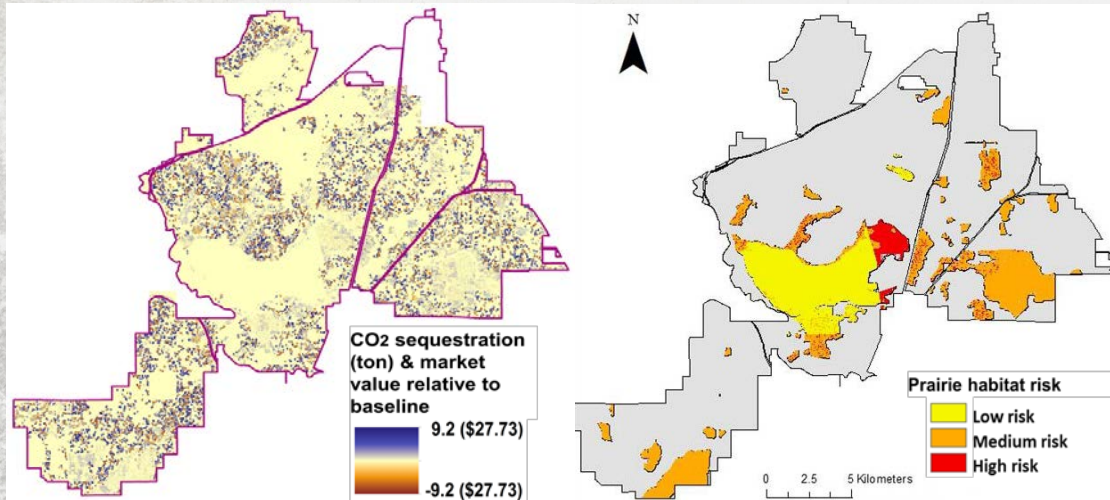 CO2 sequestration
(ton) & market
value relative to
baseline
9.2 ($27.73)
-9.2 ($27.73)
N
Prairie habitat risk
Low risk
Medium risk
High risk
0 2.5 5 Kilometers